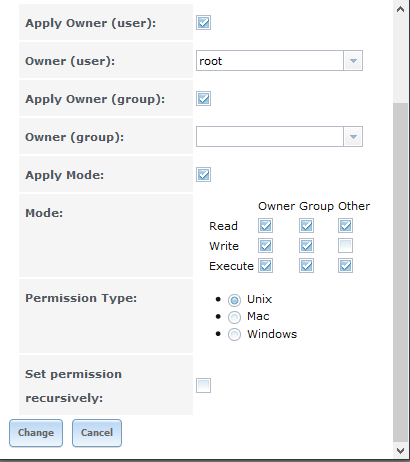 Apply Owner (user):
Owner (user): root
Apply Owner (group):
Owner (group):
Apply Mode:
Mode:
Owner Group Other
Read
Write
Execute
Permission Type:
Unix
Mac
Windows
Set permission
recursively:
Change Cancel